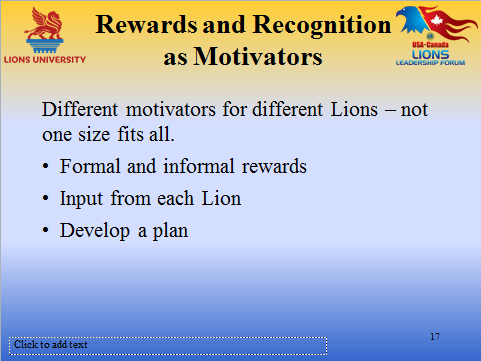 Rewards and Recognition
as Motivators
LIONS UNIVERSITY
USA-Canada
LIONS
LEADERSHIP FORUM
Different motivators for different Lions – not
one size fits all.
• Formal and informal rewards
• Input from each Lion
• Develop a plan
Click to add text
17